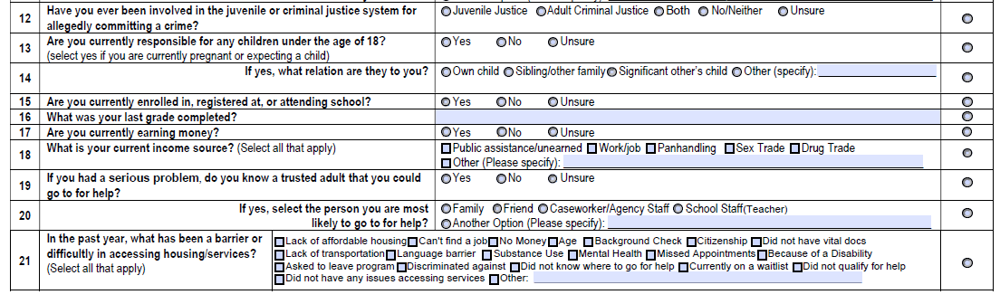 12 Have you ever been involved in the juvenile or criminal justice system for Juvenile Justice Adult Criminal Justice Both No/Neither Unsure
allegedly committing a crime?
13 Are you currently responsible for any children under the age of 18? Yes No Unsure
(select yes if you are currently pregnant or expecting a child)
14 If yes, what relation are they to you? Own child Sibling/other family Significant other's child Other (specify):
15 Are you currently enrolled in, registered at, or attending school? Yes No Unsure
16 What was your last grade completed?
17 Are you currently earning money? Yes No Unsure
18 What is your current income source? (Select all that apply) Public assistance/unearned Work/job Panhandling Sex Trade Drug Trade
Other (Please specify):
19 If you had a serious problem, do you know a trusted adult that you could Yes No Unsure
go to for help?
20 If yes, select the person you are most Family Friend Caseworker/Agency Staff School Staff(Teacher)
likely to go to for help? Another Option (Please specify):
21 In the past year, what has been a barrier or Lack of affordable housing Can't find a job No Money Age Background Check Citizenship Did not have vital docs
difficultly in accessing housing/services? Lack of transportation Language barrier Substance Use Mental Health Missed Appointments Because of a Disability
(Select all that apply) Asked to leave program Discriminated against Did not know where to go for help Currently on a waitlist Did not qualify for help
Did not have any issues accessing services Other: